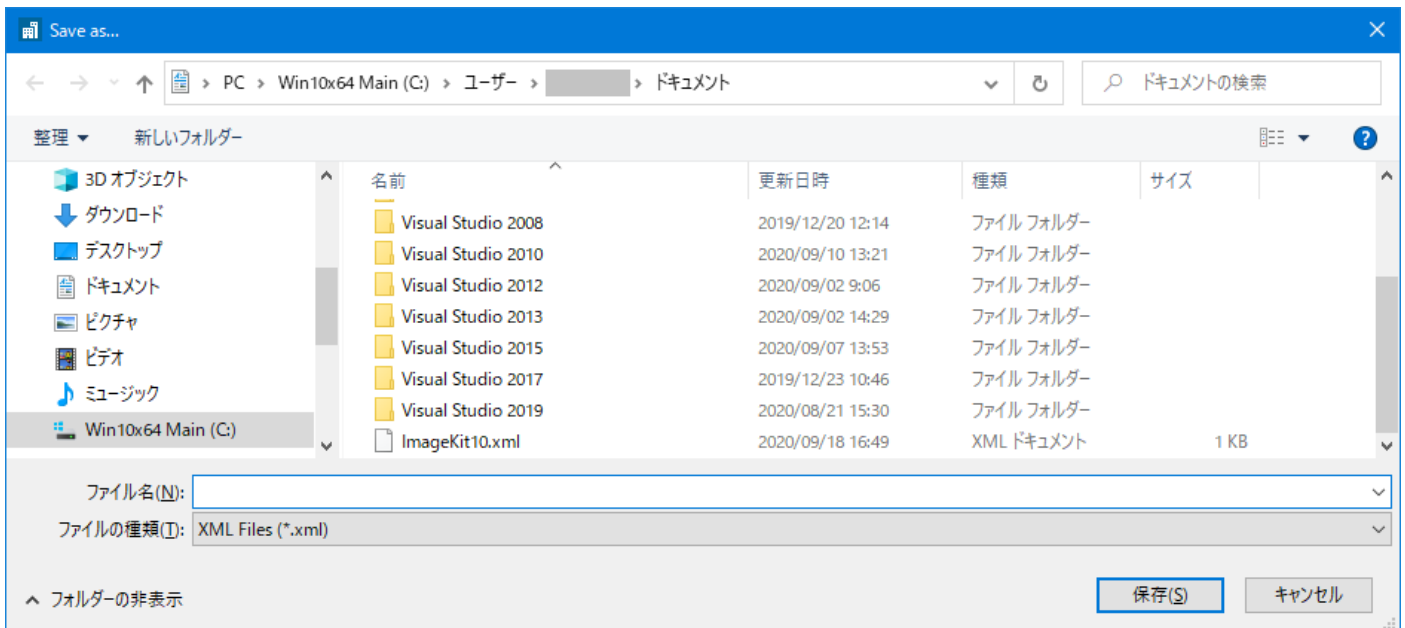 Save as...
PC > Win10x64 Main (C:) > ユーザー > > ドキュメント
ドキュメントの検索
整理 新しいフォルダー
名前 更新日時 種類 サイズ
3D オブジェクト
ダウンロード
デスクトップ
ドキュメント
ピクチャ
ビデオ
ミュージック
Win10x64 Main (C:)
Visual Studio 2008 2019/12/20 12:14 ファイル フォルダー
Visual Studio 2010 2020/09/10 13:21 ファイル フォルダー
Visual Studio 2012 2020/09/02 9:06 ファイル フォルダー
Visual Studio 2013 2020/09/02 14:29 ファイル フォルダー
Visual Studio 2015 2020/09/07 13:53 ファイル フォルダー
Visual Studio 2017 2019/12/23 10:46 ファイル フォルダー
Visual Studio 2019 2020/08/21 15:30 ファイル フォルダー
ImageKit10.xml 2020/09/18 16:49 XML ドキュメント 1 KB
ファイル名(N):
ファイルの種類(T): XML Files (*.xml)
フォルダーの非表示
保存(S) キャンセル